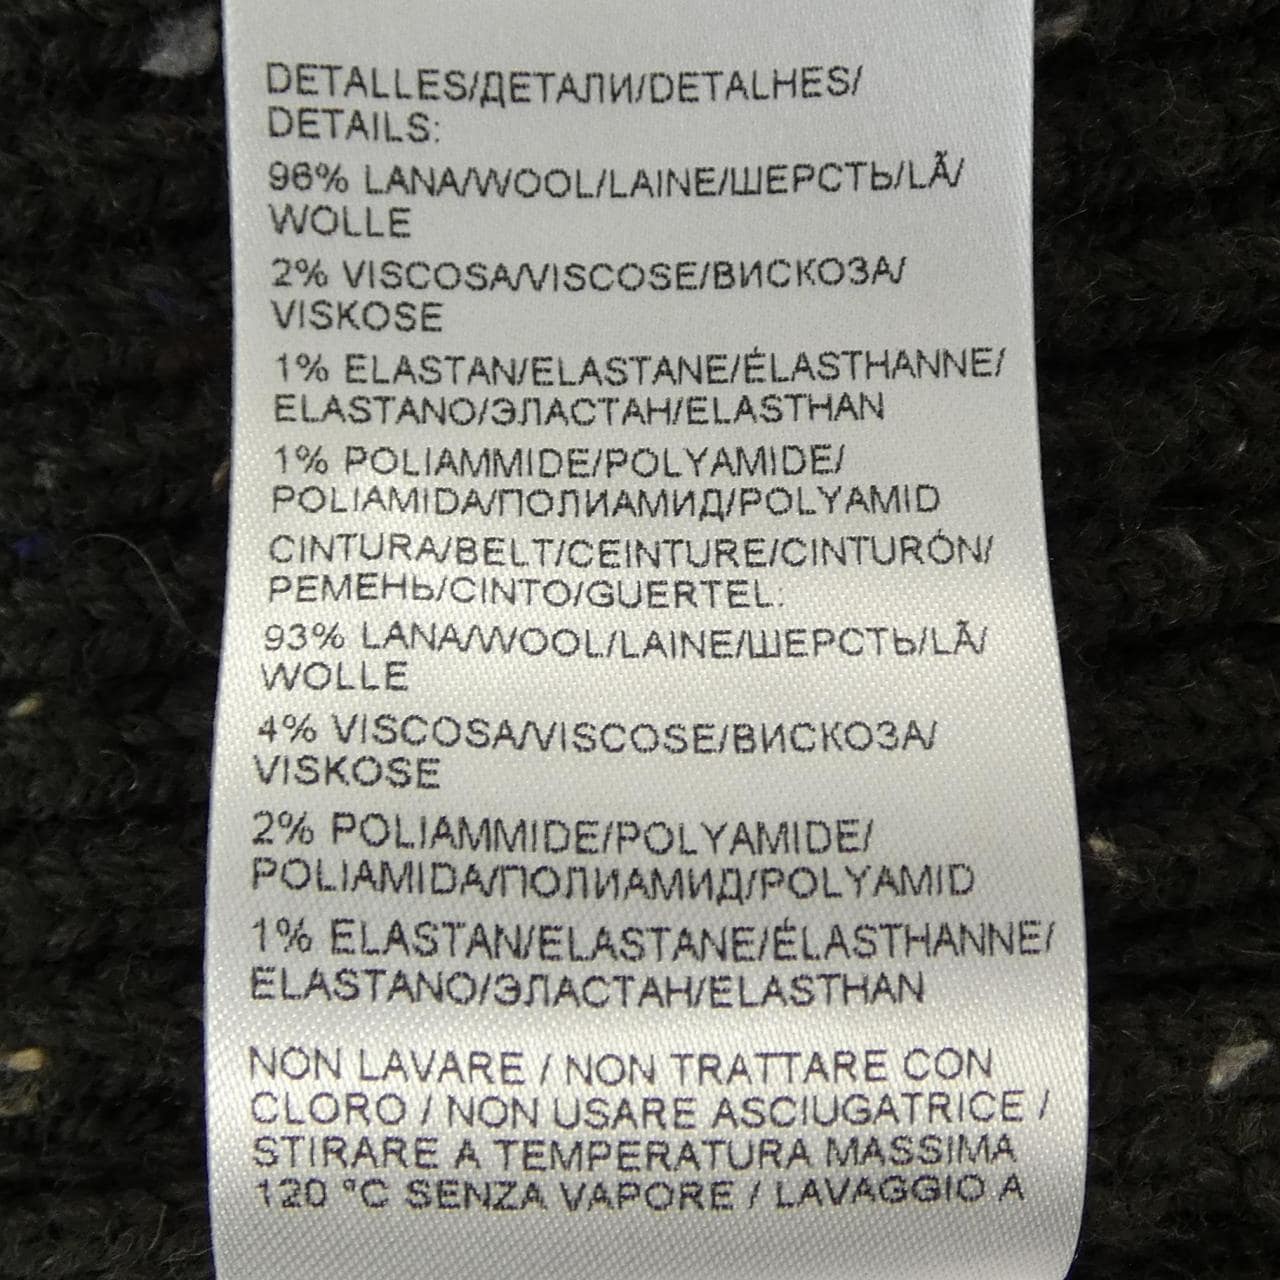 DETALLES/ДЕТАЛИ/DETALHES/
DETAILS:
96% LANA/WOOL/LAINE/ШЕРСТЬ/LÃ/
WOLLE
2% VISCOSA/VISCOSE/ВИСКОЗА/
VISKOSE
1% ELASTAN/ELASTANE/ÉLASTHANNE/
ELASTANO/ЭЛАСТАН/ELASTHAN
1% POLIAMMIDE/POLYAMIDE/
POLIAMIDA/ПОЛИАМИД/POLYAMID
CINTURA/BELT/CEINTURE/CINTURÓN/
РЕМЕНЬ/CINTO/GUERTEL:
93% LANA/WOOL/LAINE/ШЕРСТЬ/LÃ/
WOLLE
4% VISCOSA/VISCOSE/ВИСКОЗА/
VISKOSE
2% POLIAMMIDE/POLYAMIDE/
POLIAMIDA/ПОЛИАМИД/POLYAMID
1% ELASTAN/ELASTANE/ÉLASTHANNE/
ELASTANO/ЭЛАСТАН/ELASTHAN
NON LAVARE / NON TRATTARE CON
CLORO / NON USARE ASCIUGATRICE /
STIRARE A TEMPERATURA MASSIMA
120 °C SENZA VAPORE / LAVAGGIO A